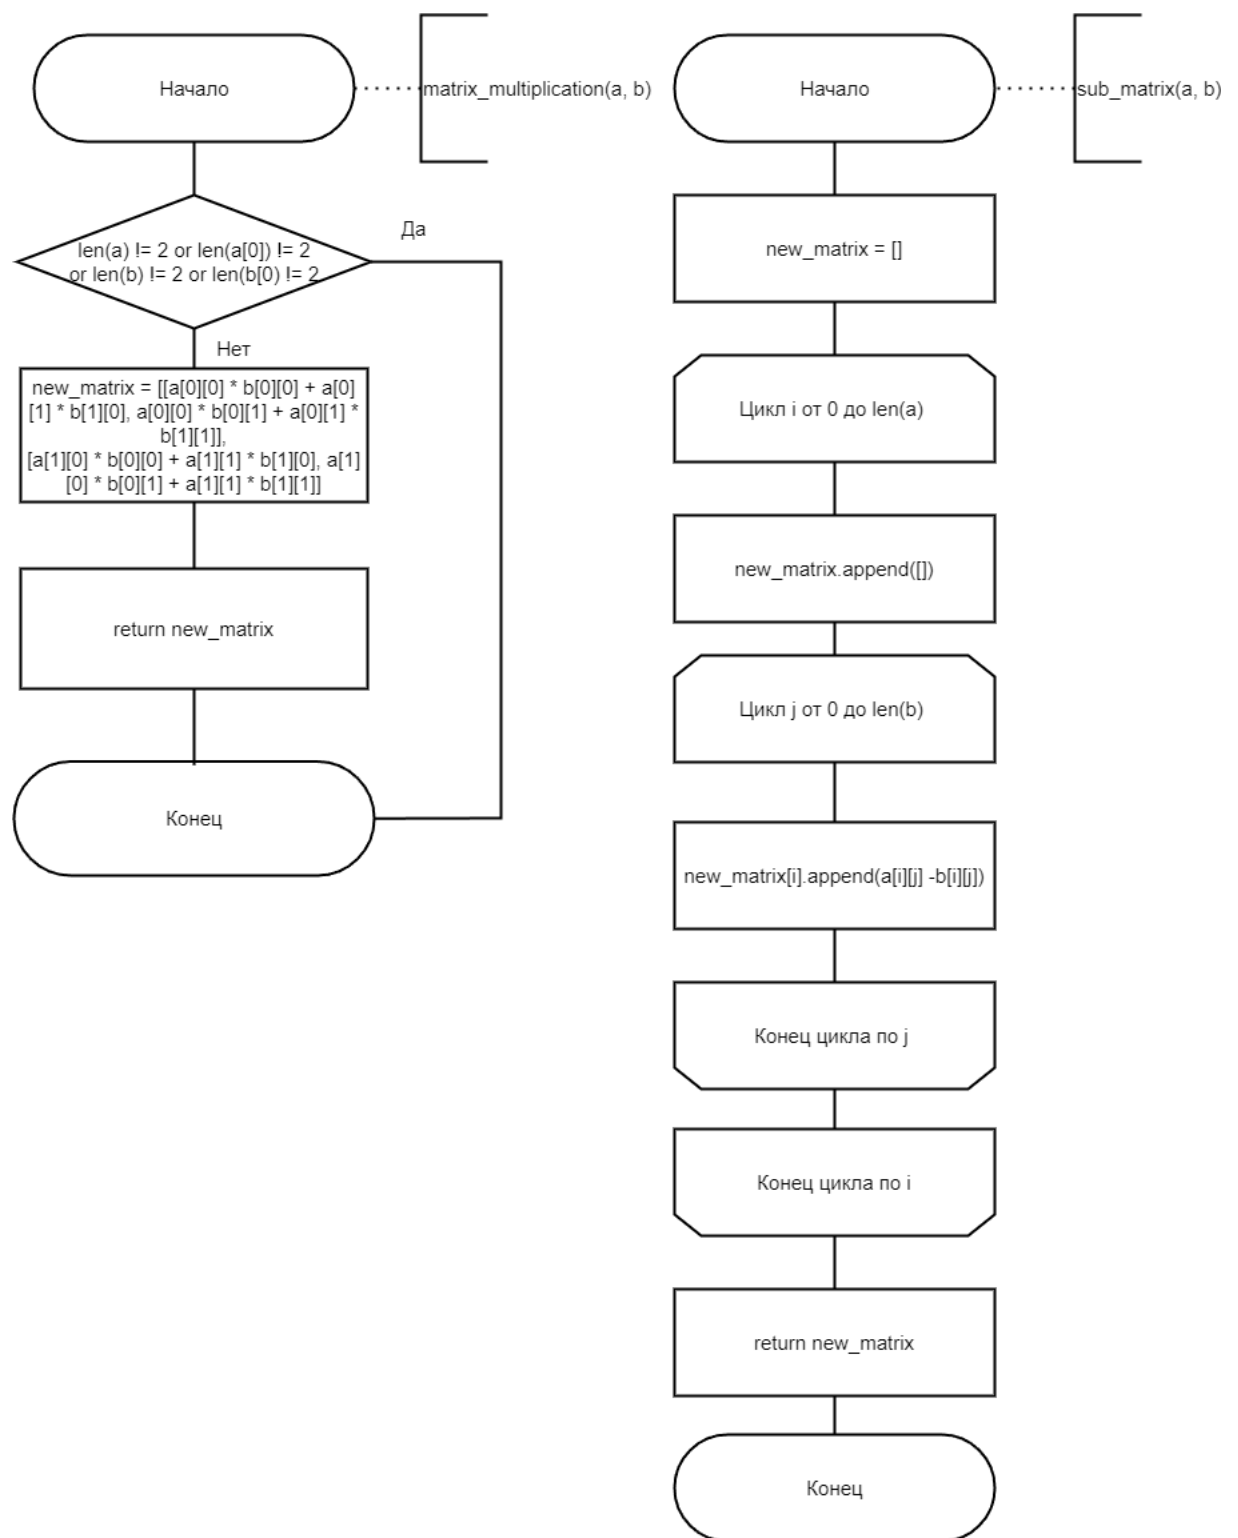 Начало
matrix_multiplication(a, b)
Да
len(a) != 2 or len(a[0]) != 2
or len(b) != 2 or len(b[0) != 2
Нет
new_matrix = [[a[0][0] * b[0][0] + a[0]
[1] * b[1][0], a[0][0] * b[0][1] + a[0][1] *
b[1][1]],
[a[1][0] * b[0][0] + a[1][1] * b[1][0], a[1]
[0] * b[0][1] + a[1][1] * b[1][1]]
return new_matrix
Конец
Начало
sub_matrix(a, b)
new_matrix = []
Цикл i от 0 до len(a)
new_matrix.append([])
Цикл j от 0 до len(b)
new_matrix[i].append(a[i][j] -b[i][j])
Конец цикла по j
Конец цикла по i
return new_matrix
Конец